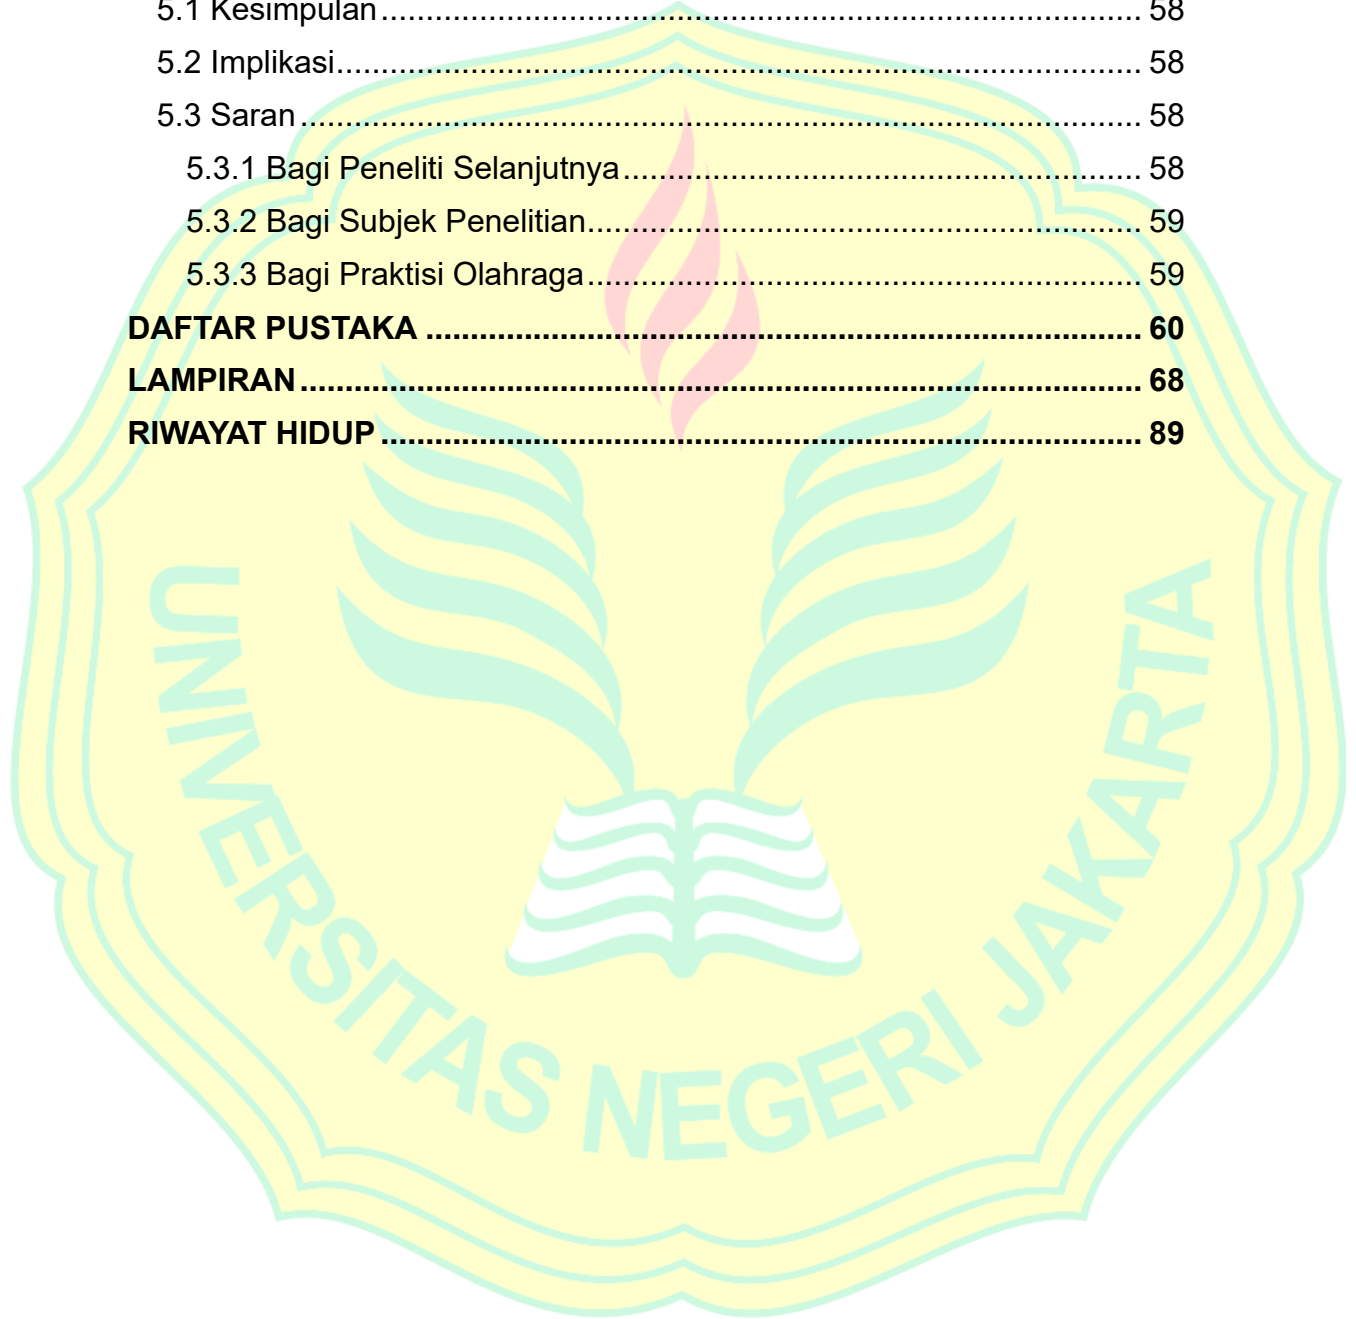 5.1 Kesimpulan...................................................................................... 58
5.2 Implikasi........................................................................................... 58
5.3 Saran............................................................................................... 58
5.3.1 Bagi Peneliti Selanjutnya.......................................................... 58
5.3.2 Bagi Subjek Penelitian.............................................................. 59
5.3.3 Bagi Praktisi Olahraga.............................................................. 59
DAFTAR PUSTAKA ................................................................................ 60
LAMPIRAN.............................................................................................. 68
RIWAYAT HIDUP..................................................................................... 89
UNIVERSITAS NEGERI JAKARTA